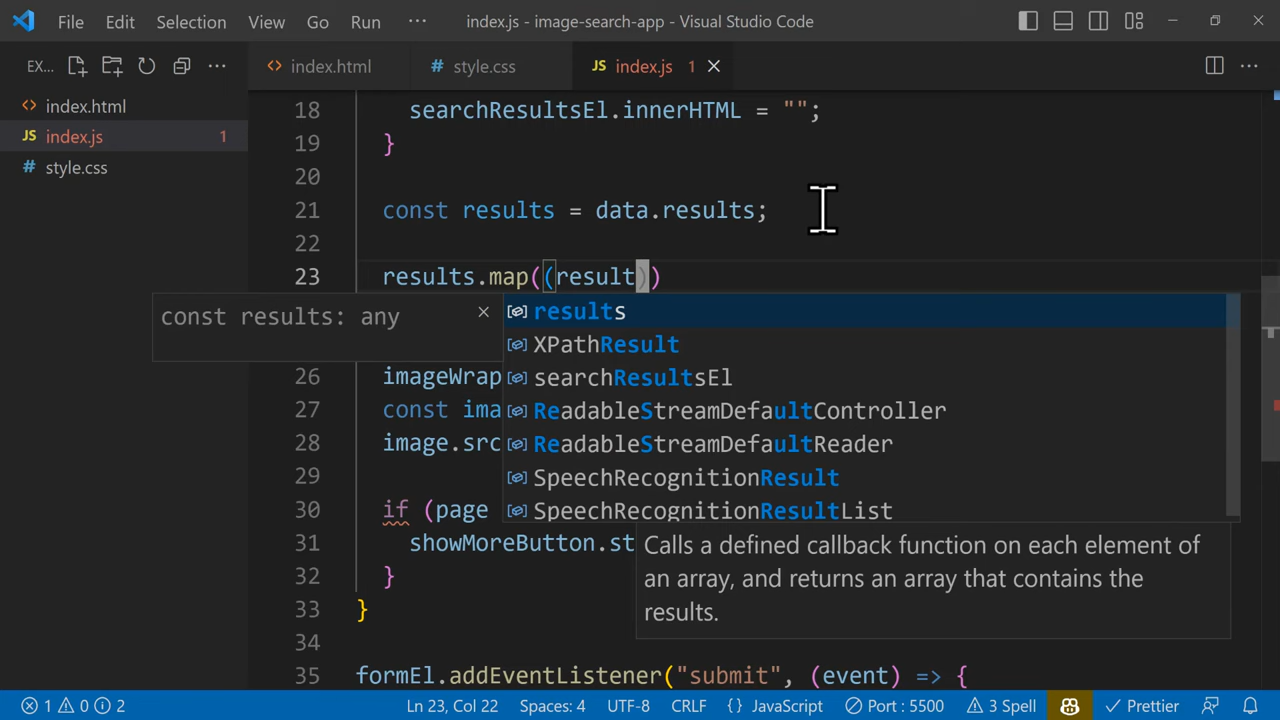 File Edit Selection View Go Run ··· index.js - image-search-app - Visual Studio Code
EX... ··· <> index.html # style.css JS index.js 1
<> index.html
JS index.js 1
# style.css
18 searchResultsEl.innerHTML = "";
19 }
20
21 const results = data.results;
22
23 results.map((result))
const results: any
results
XPathResult
searchResultsEl
ReadableStreamDefaultController
ReadableStreamDefaultReader
SpeechRecognitionResult
SpeechRecognitionResultList
26 imageWrap
27 const ima
28 image.src
29
30 if (page
31 showMoreButton.st
32 }
33 }
34
35 formEl.addEventListener("submit", (event) => {
Calls a defined callback function on each element of
an array, and returns an array that contains the
results.
1 0 2 Ln 23, Col 22 Spaces: 4 UTF-8 CRLF {} JavaScript Port : 5500 3 Spell Prettier